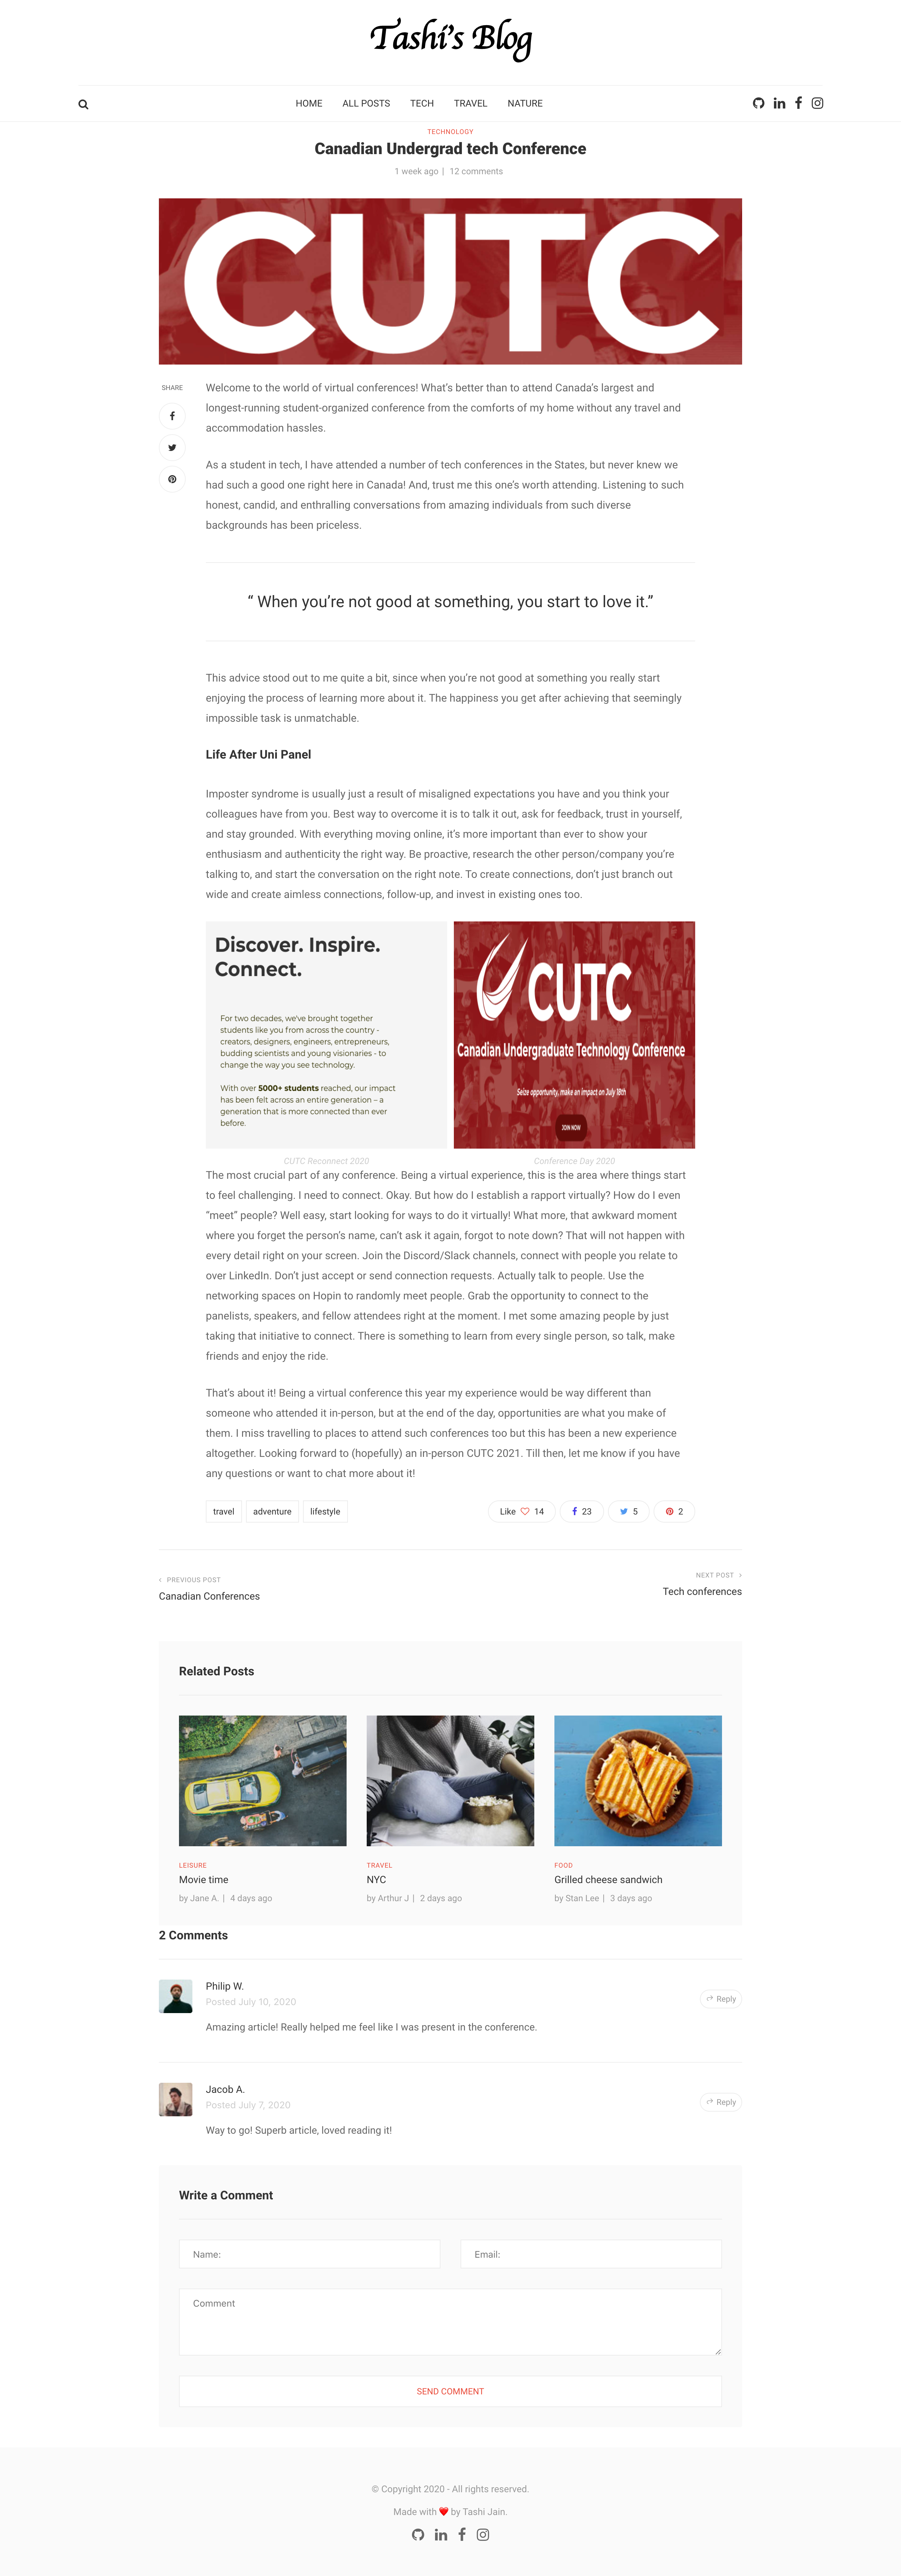 Tashi's Blog
HOME ALL POSTS TECH TRAVEL NATURE
TECHNOLOGY
Canadian Undergrad tech Conference
1 week ago | 12 comments
CUTC
SHARE
Welcome to the world of virtual conferences! What's better than to attend Canada's largest and
longest-running student-organized conference from the comforts of my home without any travel and
accommodation hassles.
As a student in tech, I have attended a number of tech conferences in the States, but never knew we
had such a good one right here in Canada! And, trust me this one's worth attending. Listening to such
honest, candid, and enthralling conversations from amazing individuals from such diverse
backgrounds has been priceless.
“ When you're not good at something, you start to love it.”
This advice stood out to me quite a bit, since when you're not good at something you really start
enjoying the process of learning more about it. The happiness you get after achieving that seemingly
impossible task is unmatchable.
Life After Uni Panel
Imposter syndrome is usually just a result of misaligned expectations you have and you think your
colleagues have from you. Best way to overcome it is to talk it out, ask for feedback, trust in yourself,
and stay grounded. With everything moving online, it's more important than ever to show your
enthusiasm and authenticity the right way. Be proactive, research the other person/company you're
talking to, and start the conversation on the right note. To create connections, don't just branch out
wide and create aimless connections, follow-up, and invest in existing ones too.
Discover. Inspire.
Connect.
For two decades, we've brought together
students like you from across the country -
creators, designers, engineers, entrepreneurs,
budding scientists and young visionaries - to
change the way you see technology.
With over 5000+ students reached, our impact
has been felt across an entire generation – a
generation that is more connected than ever
before.
CUTC
Canadian Undergraduate Technology Conference
Seize opportunity, make an impact on July 18th
JOIN NOW
CUTC Reconnect 2020
Conference Day 2020
The most crucial part of any conference. Being a virtual experience, this is the area where things start
to feel challenging. I need to connect. Okay. But how do I establish a rapport virtually? How do I even
“meet” people? Well easy, start looking for ways to do it virtually! What more, that awkward moment
where you forget the person's name, can't ask it again, forgot to note down? That will not happen with
every detail right on your screen. Join the Discord/Slack channels, connect with people you relate to
over LinkedIn. Don't just accept or send connection requests. Actually talk to people. Use the
networking spaces on Hopin to randomly meet people. Grab the opportunity to connect to the
panelists, speakers, and fellow attendees right at the moment. I met some amazing people by just
taking that initiative to connect. There is something to learn from every single person, so talk, make
friends and enjoy the ride.
That's about it! Being a virtual conference this year my experience would be way different than
someone who attended it in-person, but at the end of the day, opportunities are what you make of
them. I miss travelling to places to attend such conferences too but this has been a new experience
altogether. Looking forward to (hopefully) an in-person CUTC 2021. Till then, let me know if you have
any questions or want to chat more about it!
travel adventure lifestyle
Like 14 23 5 2
PREVIOUS POST
Canadian Conferences
NEXT POST
Tech conferences
Related Posts
LEISURE
Movie time
by Jane A. | 4 days ago
TRAVEL
NYC
by Arthur J | 2 days ago
FOOD
Grilled cheese sandwich
by Stan Lee | 3 days ago
2 Comments
Philip W.
Posted July 10, 2020
Reply
Amazing article! Really helped me feel like I was present in the conference.
Jacob A.
Posted July 7, 2020
Reply
Way to go! Superb article, loved reading it!
Write a Comment
Name:
Email:
Comment
SEND COMMENT
© Copyright 2020 - All rights reserved.
Made with ❤ by Tashi Jain.